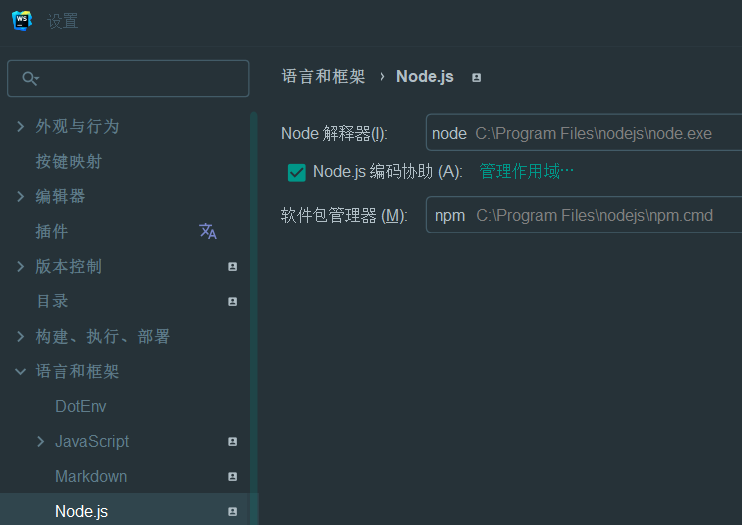 WS 设置
语言和框架 › Node.js
外观与行为
按键映射
编辑器
插件
版本控制
目录
构建、执行、部署
语言和框架
DotEnv
JavaScript
Markdown
Node.js
Node 解释器(I): node C:\Program Files\nodejs\node.exe
Node.js 编码协助 (A): 管理作用域…
软件包管理器 (M): npm C:\Program Files\nodejs\npm.cmd